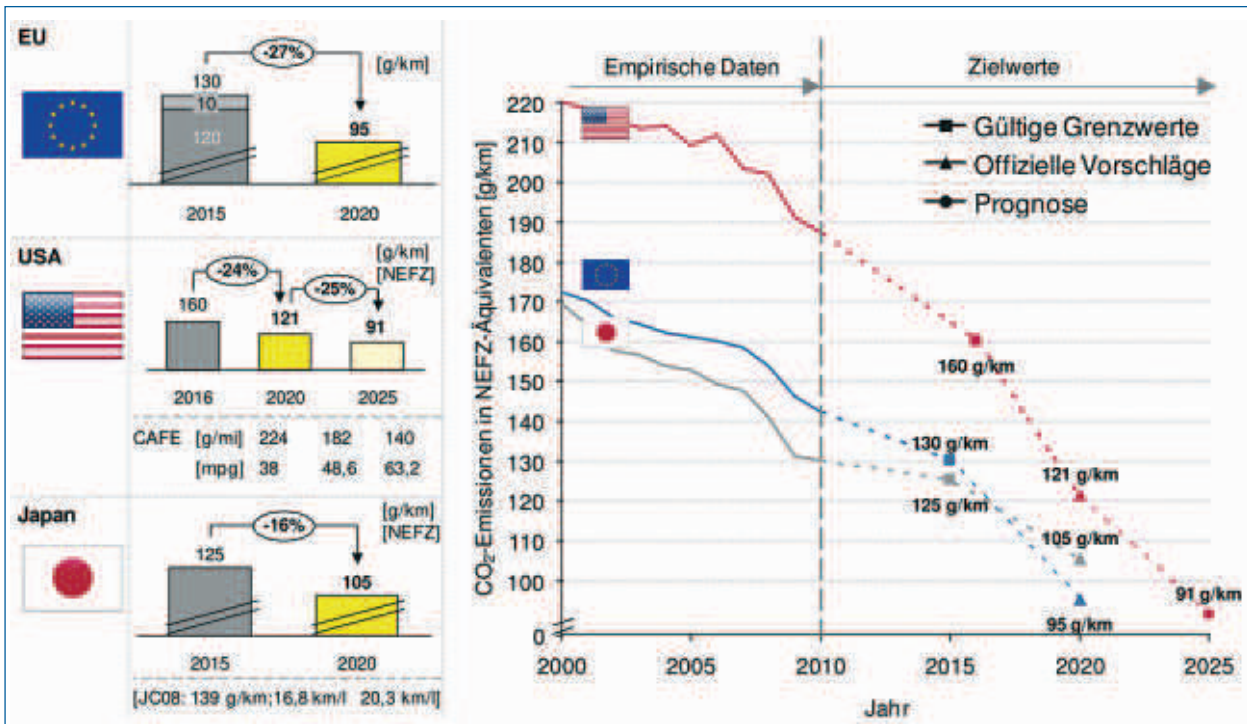 EU
-27%
[g/km]
130
10
120
95
2015 2020
USA
[g/km]
[NEFZ]
-24%
-25%
160
121
91
2016 2020 2025
CAFE [g/mi] 224 182 140
[mpg] 38 48,6 63,2
Japan
[g/km]
[NEFZ]
-16%
125
105
2015 2020
[JC08: 139 g/km;16,8 km/l 20,3 km/l]
Empirische Daten Zielwerte
CO₂-Emissionen in NEFZ-Äquivalenten [g/km]
220
210
200
190
180
170
160
150
140
130
120
110
100
0
Gültige Grenzwerte
Offizielle Vorschläge
Prognose
160 g/km
130 g/km
125 g/km
121 g/km
105 g/km
95 g/km
91 g/km
2000 2005 2010 2015 2020 2025
Jahr